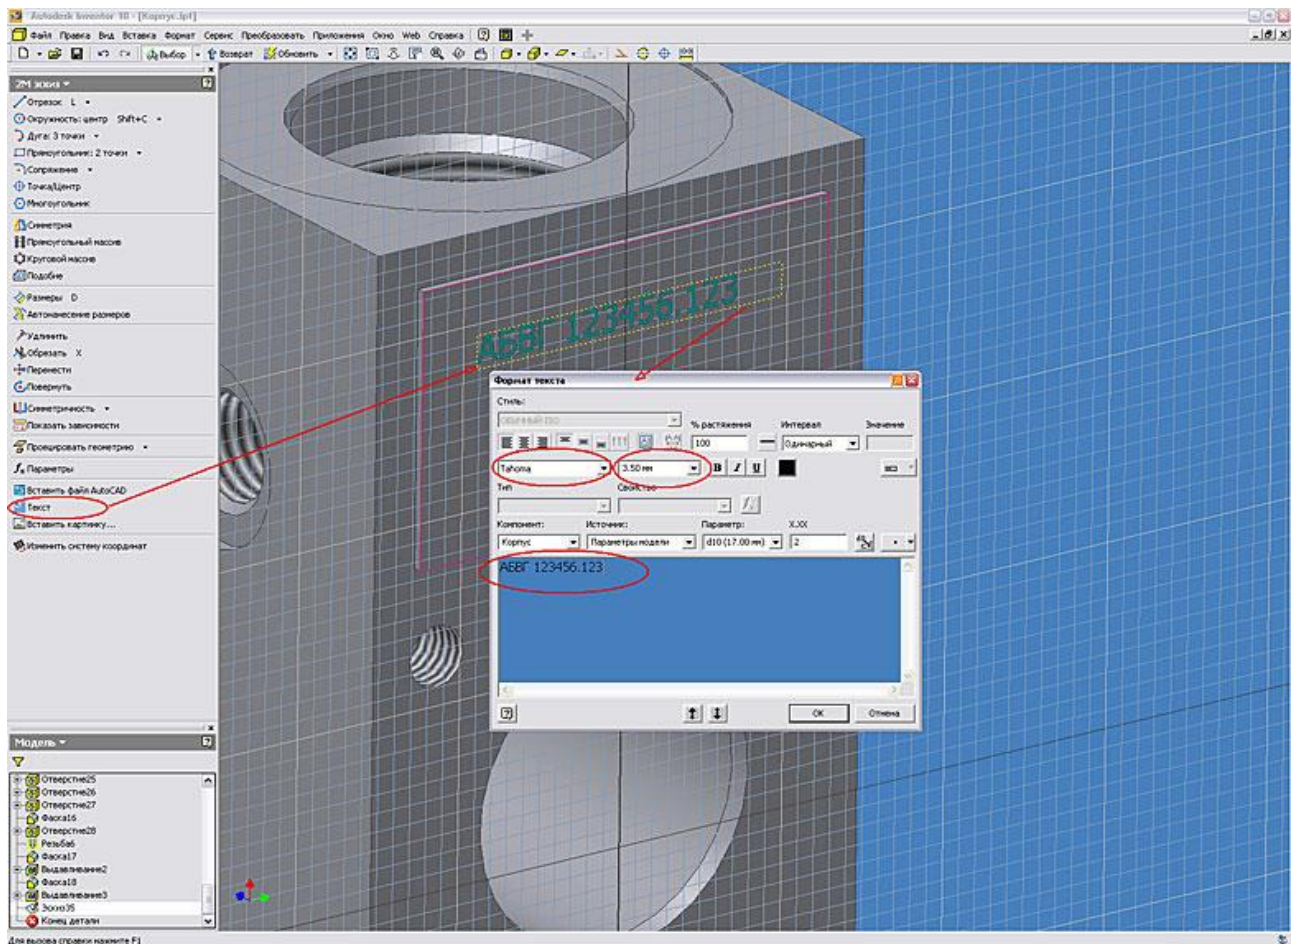 Autodesk Inventor 10 - [Корпус.ipt]
Файл Правка Вид Вставка Формат Сервис Преобразовать Приложения Окно Web Справка
Выбор Возврат Обновить
2М эскиз
Отрезок L
Окружность: центр Shift+C
Дуга: 3 точки
Прямоугольник: 2 точки
Сопряжение
Точка/Центр
Многоугольник
Симметрия
Прямоугольный массив
Круговой массив
Подобие
Размеры D
Автонанесение размеров
Удлинить
Обрезать X
Перенести
Повернуть
Симметричность
Показать зависимости
Проецировать геометрию
fx Параметры
Вставить файл AutoCAD
Текст
Вставить картинку...
Изменить систему координат
АБВГ 123456.123
Формат текста
Стиль:
% растяжения Интервал Значение
100 Одинарный
Tahoma 3.50 мм B I U
Тип Свойство
Компонент: Источник: Параметр: X.XX
Корпус Параметры модели d10 (17.00 мм) 2
АБВГ 123456.123
ОК Отмена
Модель
Отверстие25
Отверстие26
Отверстие27
Фаска16
Отверстие28
Резьба6
Фаска17
Выдавливание2
Фаска18
Выдавливание3
Эскиз35
Конец детали
Для вызова справки нажмите F1